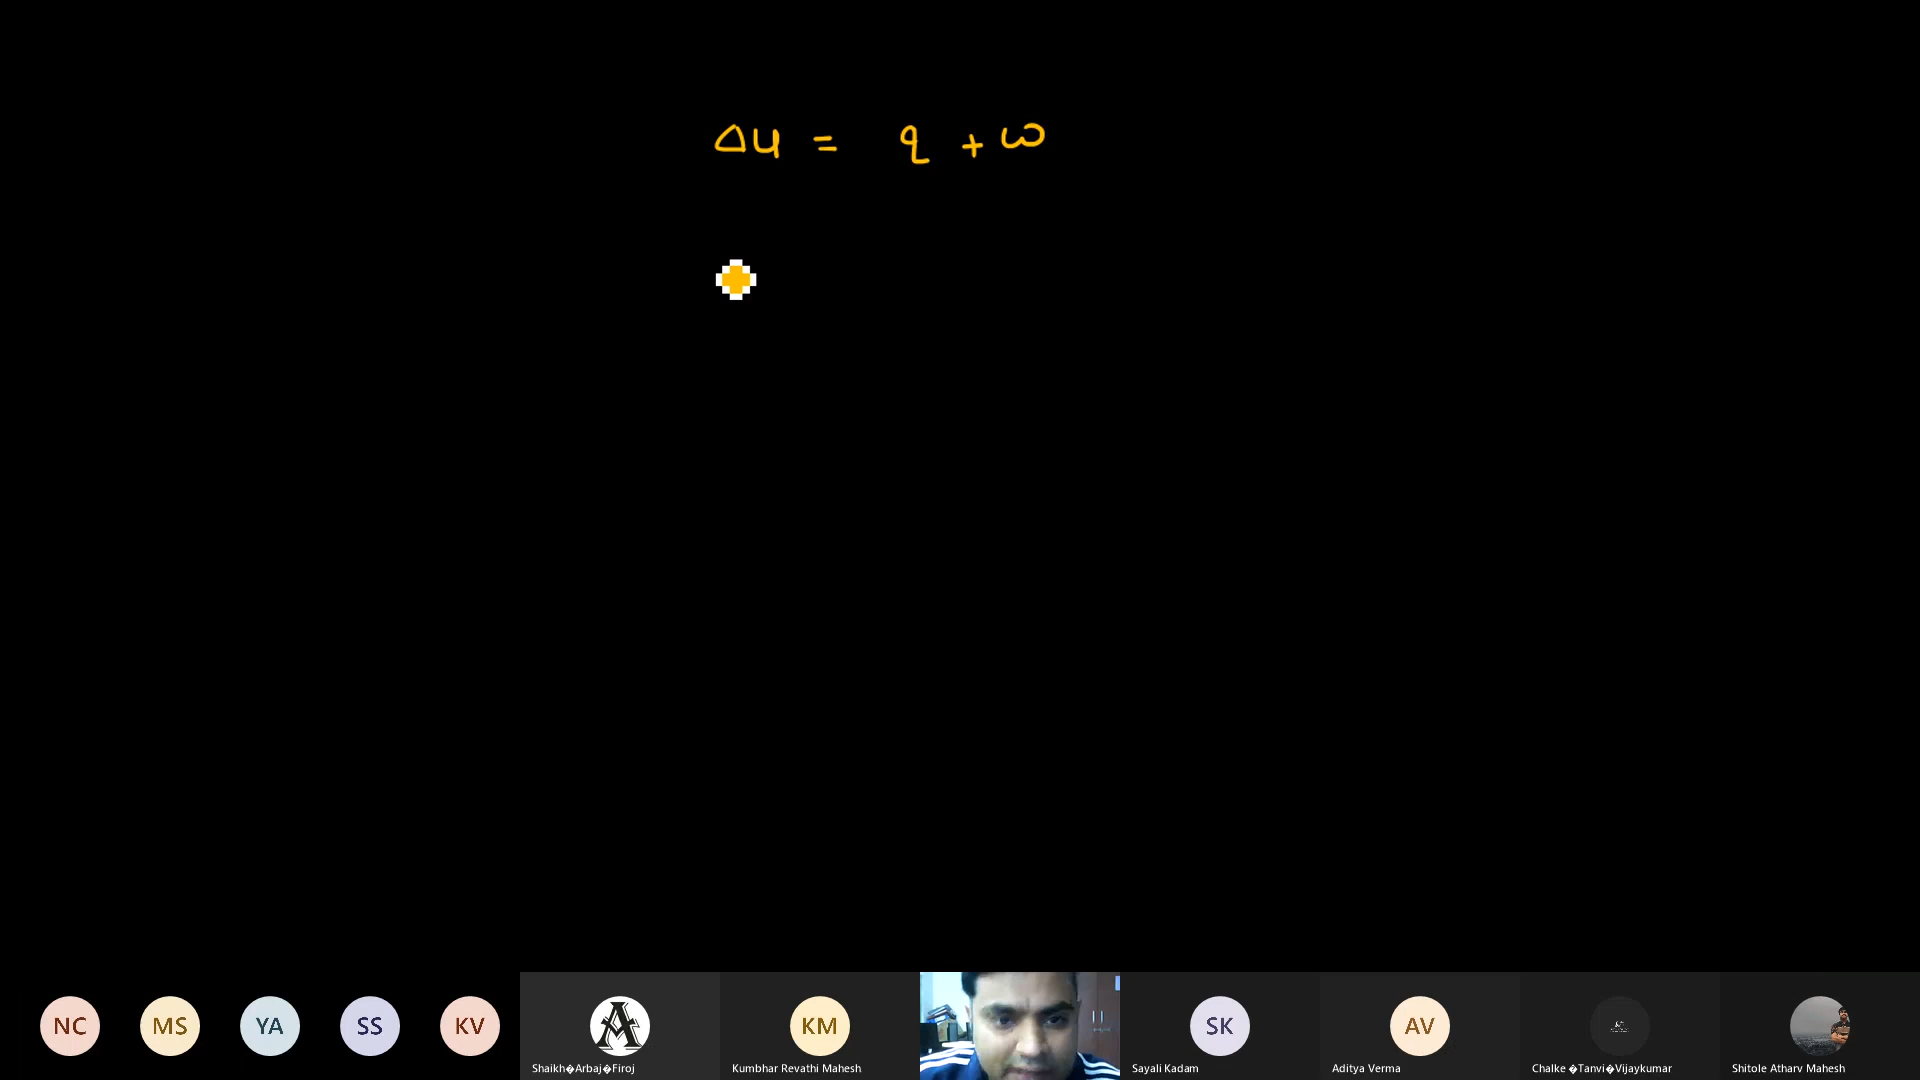 Δu = q + w
NC MS YA SS KV KM SK AV
Shaikh�Arbaj�Firoj Kumbhar Revathi Mahesh Sayali Kadam Aditya Verma Chalke �Tanvi�Vijaykumar Shitole Atharv Mahesh